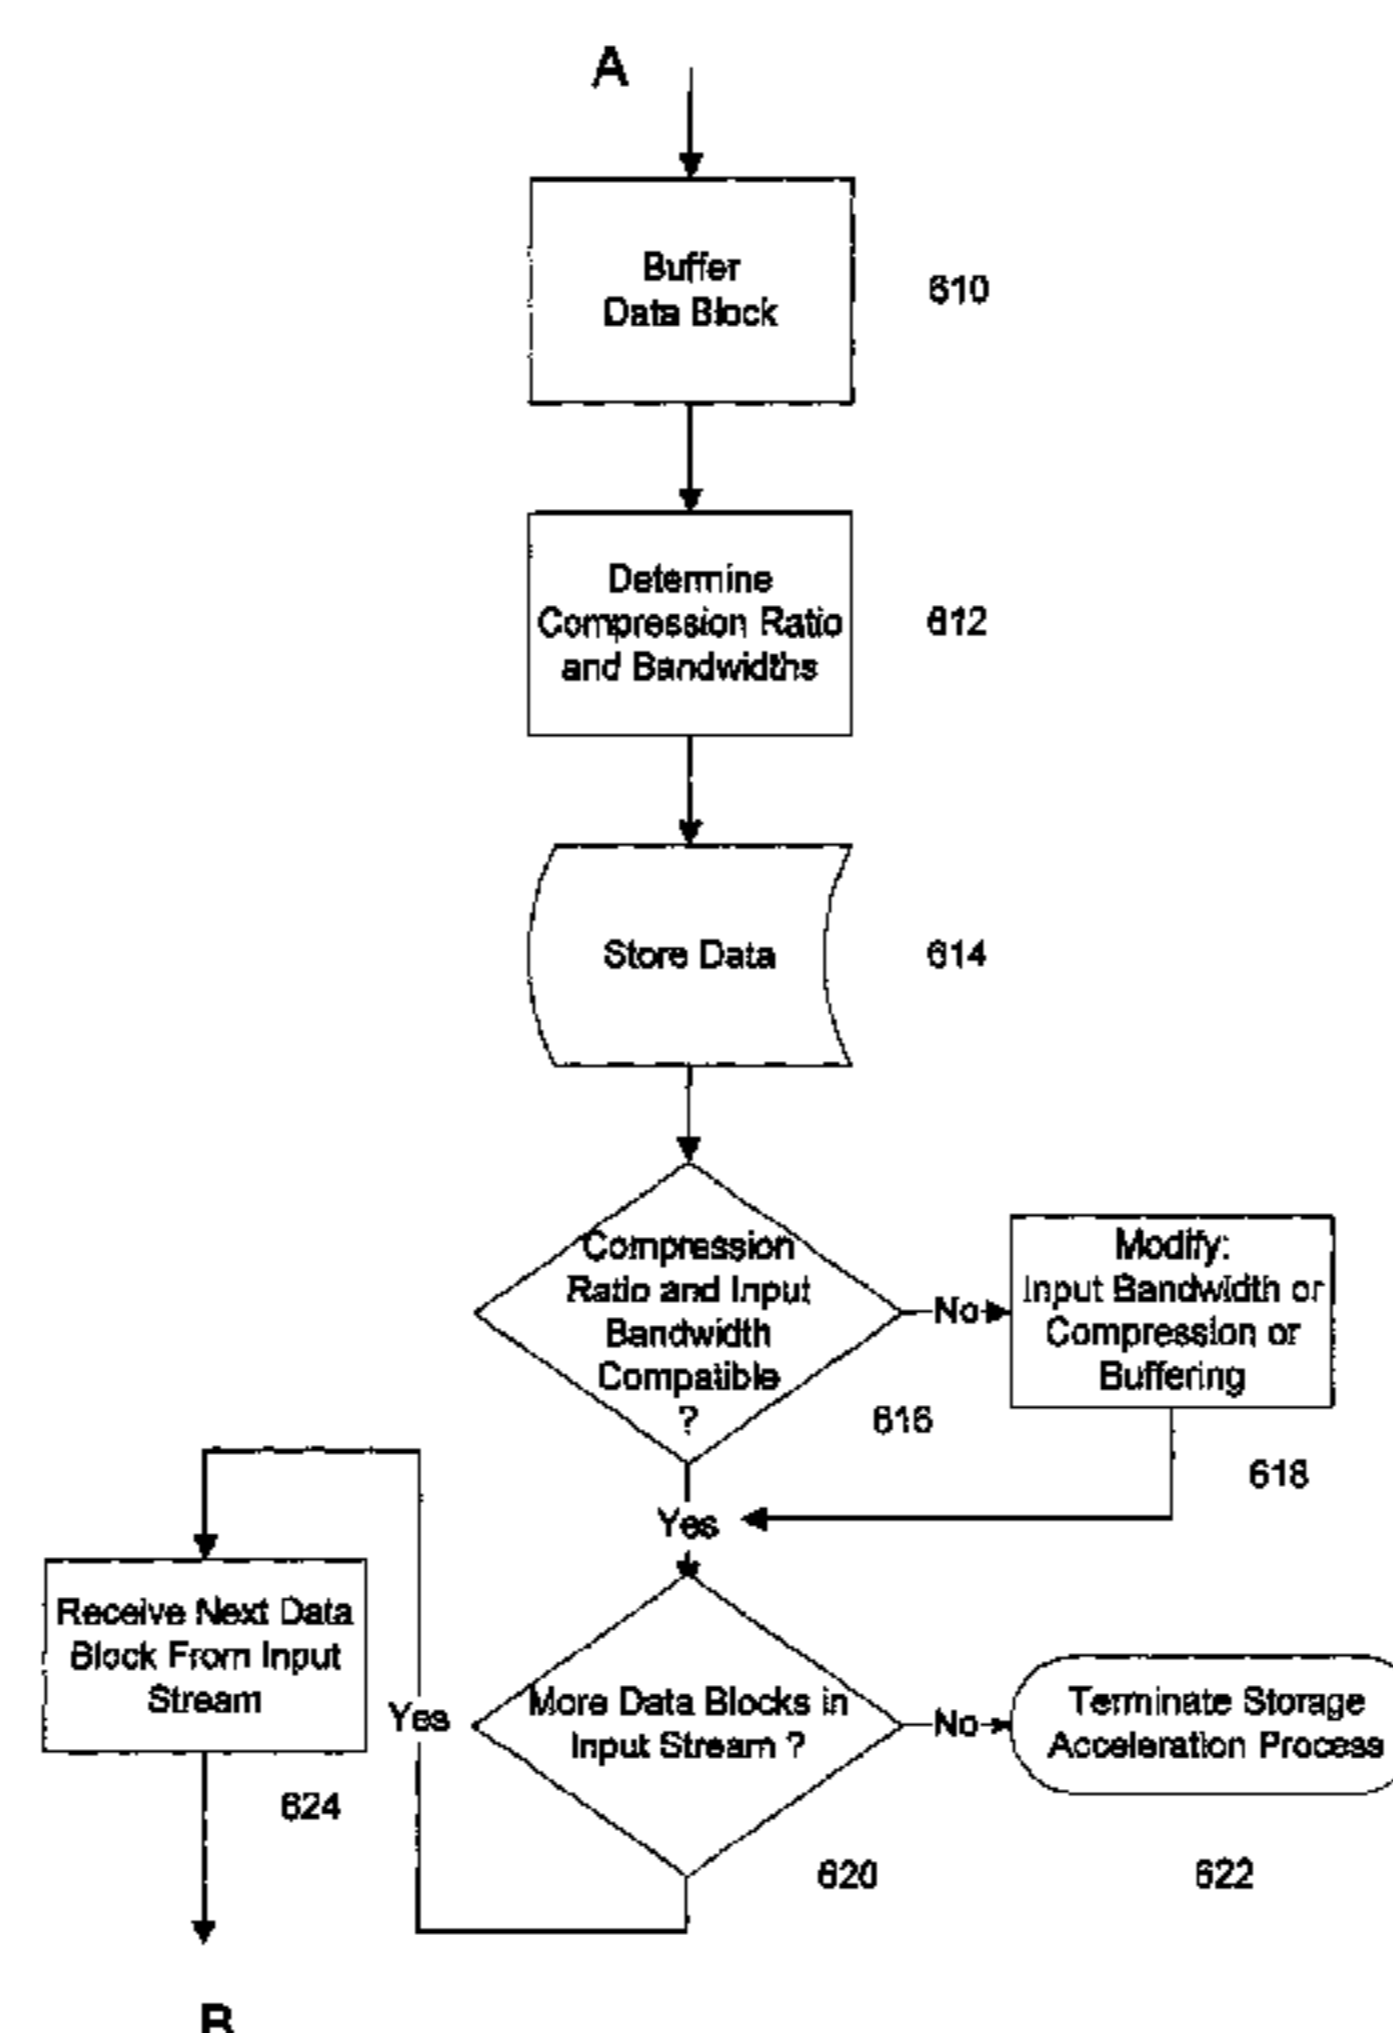 A
Buffer
Data Block
610
Determine
Compression Ratio
and Bandwidths
612
Store Data
614
Compression
Ratio and Input
Bandwidth
Compatible
?
616
No
Modify:
Input Bandwidth or
Compression or
Buffering
618
Yes
Receive Next Data
Block From Input
Stream
624
Yes
More Data Blocks in
Input Stream ?
620
No
Terminate Storage
Acceleration Process
622
B